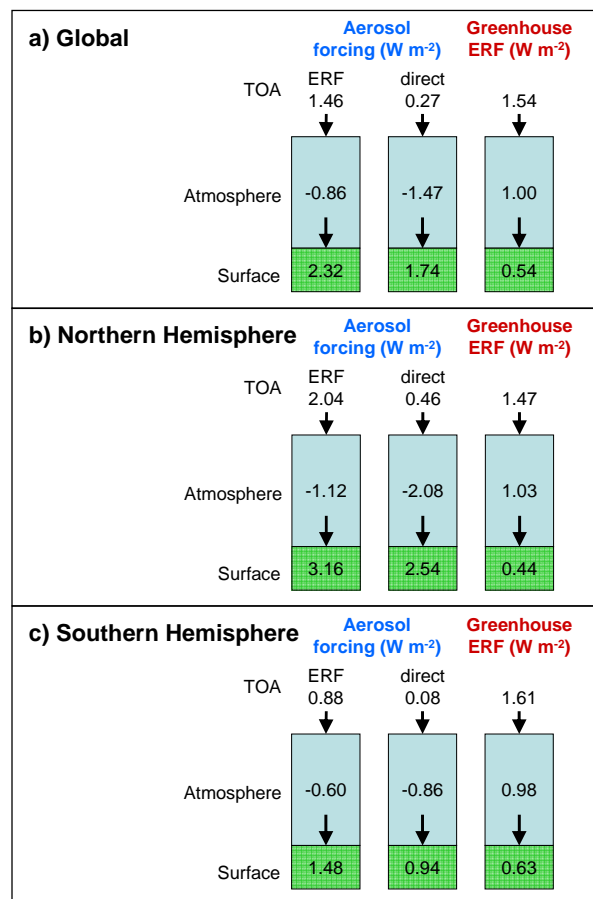 a) Global
Aerosol
forcing (W m-2)
Greenhouse
ERF (W m-2)
TOA
ERF
1.46
direct
0.27
1.54
Atmosphere
-0.86
-1.47
1.00
Surface
2.32
1.74
0.54
b) Northern Hemisphere
Aerosol
forcing (W m-2)
Greenhouse
ERF (W m-2)
TOA
ERF
2.04
direct
0.46
1.47
Atmosphere
-1.12
-2.08
1.03
Surface
3.16
2.54
0.44
c) Southern Hemisphere
Aerosol
forcing (W m-2)
Greenhouse
ERF (W m-2)
TOA
ERF
0.88
direct
0.08
1.61
Atmosphere
-0.60
-0.86
0.98
Surface
1.48
0.94
0.63